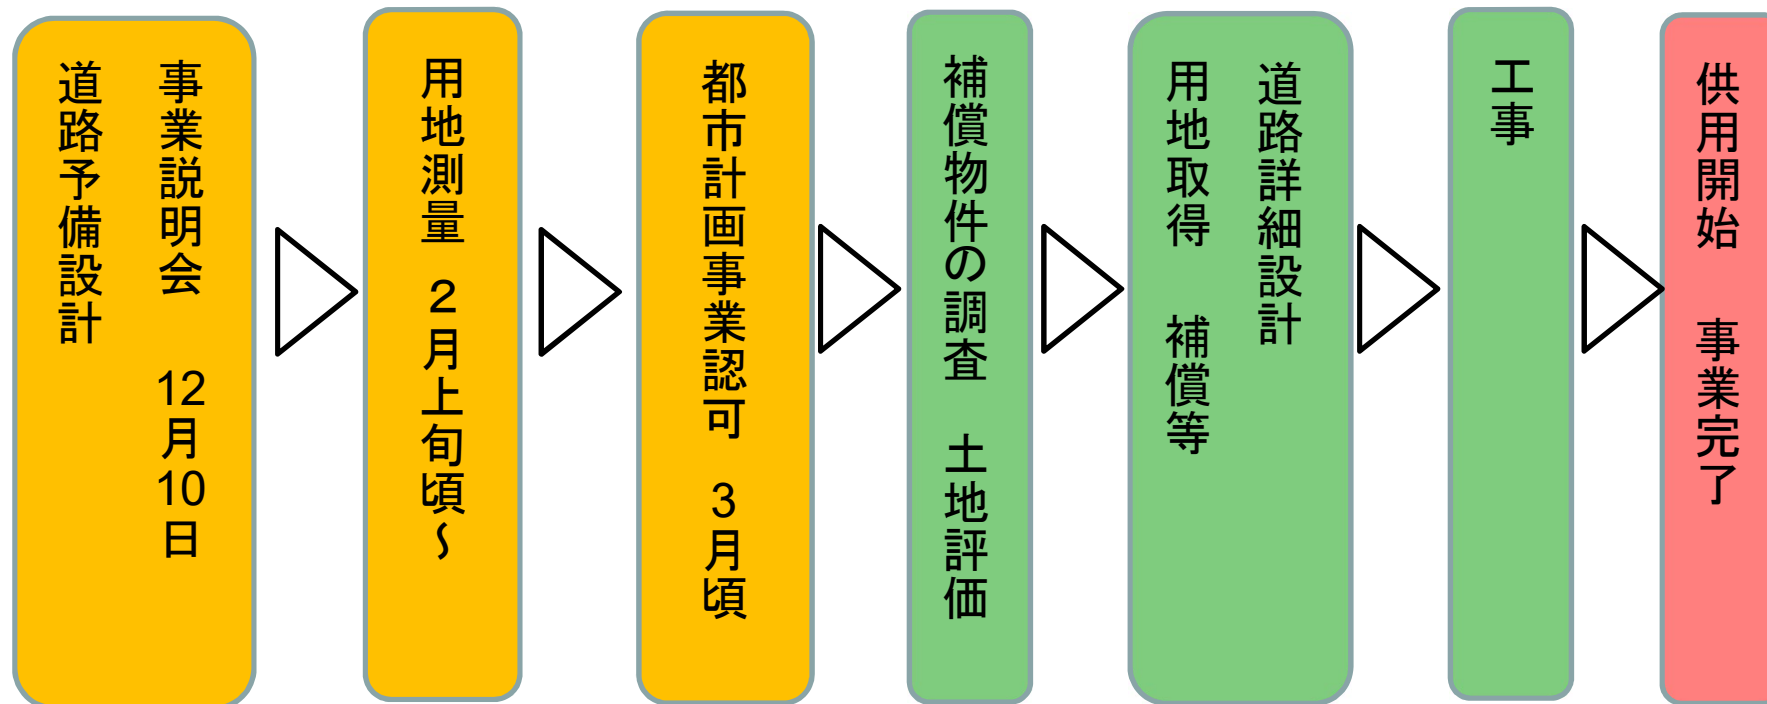 事業説明会　12月10日
道路予備設計
用地測量　２月上旬頃～
都市計画事業認可　３月頃
補償物件の調査　土地評価
道路詳細設計
用地取得　補償等
工事
供用開始　事業完了